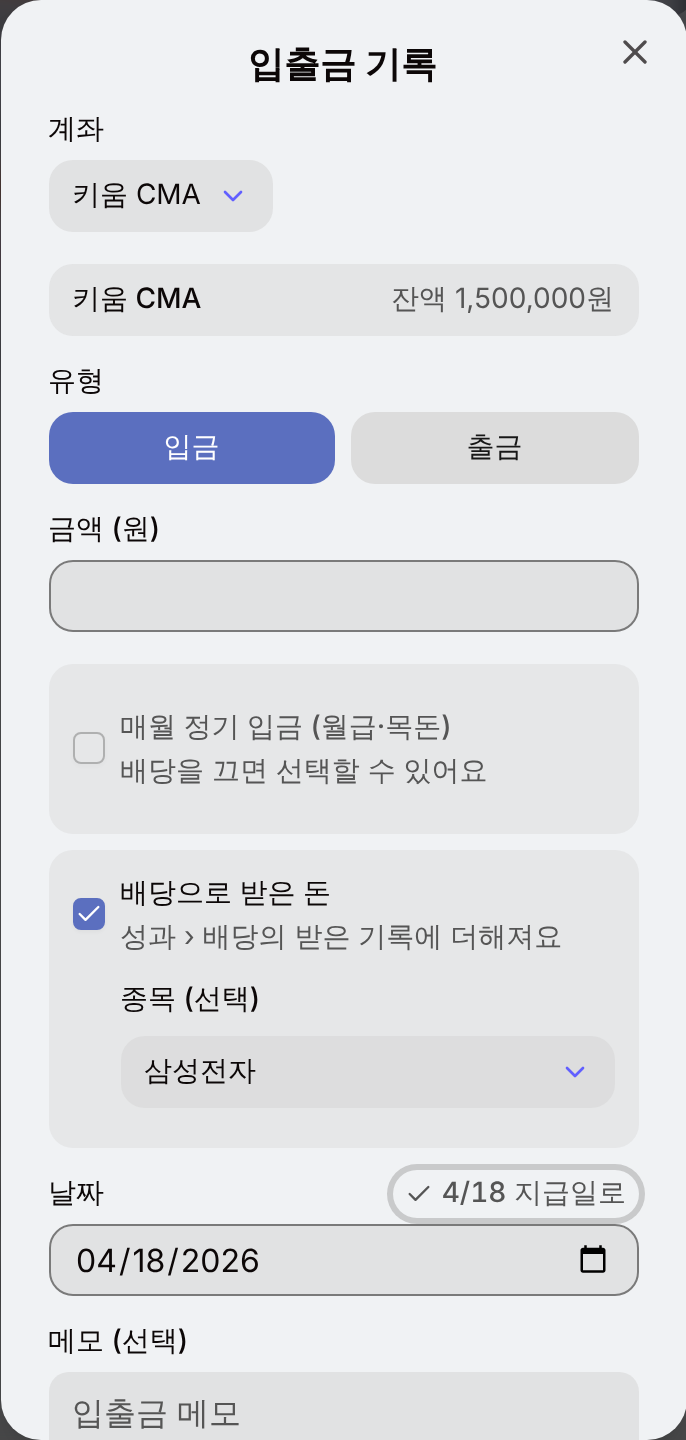 입출금 기록
계좌
키움 CMA
키움 CMA 잔액 1,500,000원
유형
입금 출금
금액 (원)
매월 정기 입금 (월급·목돈)
배당을 끄면 선택할 수 있어요
배당으로 받은 돈
성과 › 배당의 받은 기록에 더해져요
종목 (선택)
삼성전자
날짜 4/18 지급일로
04/18/2026
메모 (선택)
입출금 메모